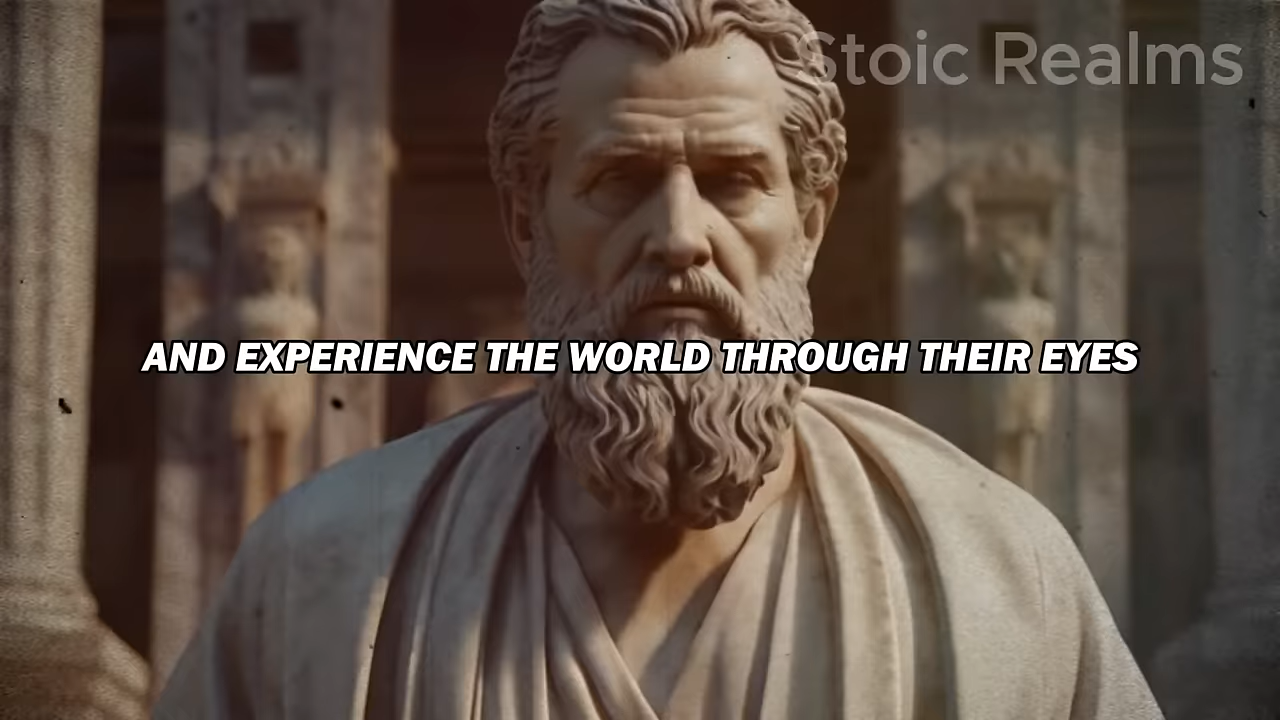 Stoic Realms
AND EXPERIENCE THE WORLD THROUGH THEIR EYES